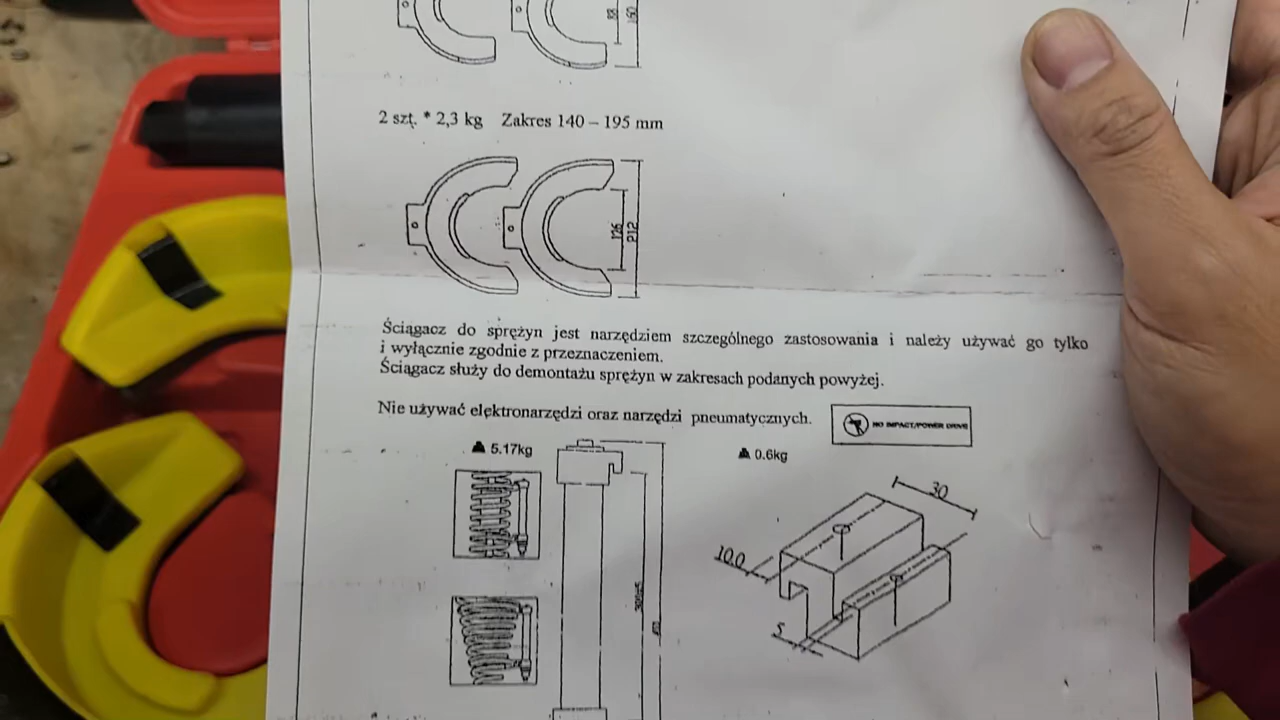 88
160
2 szt. * 2,3 kg Zakres 140 – 195 mm
126
212
Ściągacz do sprężyn jest narzędziem szczególnego zastosowania i należy używać go tylko
i wyłącznie zgodnie z przeznaczeniem.
Ściągacz służy do demontażu sprężyn w zakresach podanych powyżej.
Nie używać elektronarzędzi oraz narzędzi pneumatycznych.
NO IMPACT/POWER DRIVE
5.17kg
0.6kg
30
10.0
5